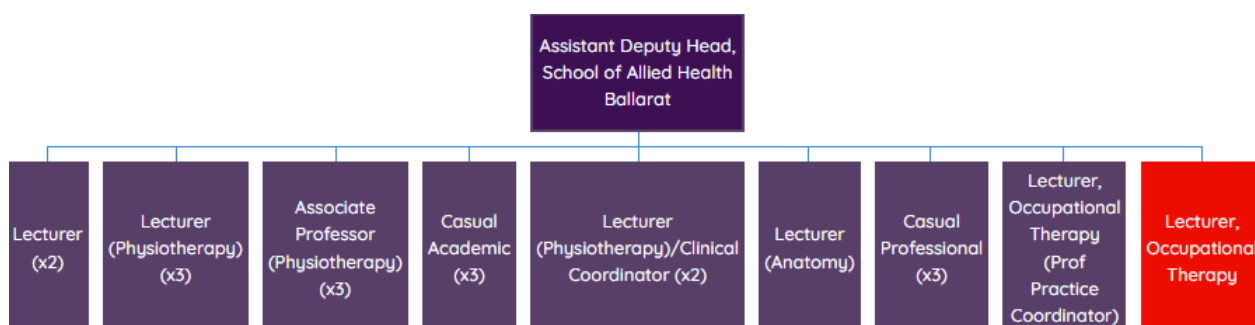 Assistant Deputy Head,
School of Allied Health
Ballarat
Lecturer
(x2)
Lecturer
(Physiotherapy)
(x3)
Associate
Professor
(Physiotherapy)
(x3)
Casual
Academic
(x3)
Lecturer
(Physiotherapy)/Clinical
Coordinator (x2)
Lecturer
(Anatomy)
Casual
Professional
(x3)
Lecturer,
Occupational
Therapy
(Prof
Practice
Coordinator)
Lecturer,
Occupational
Therapy